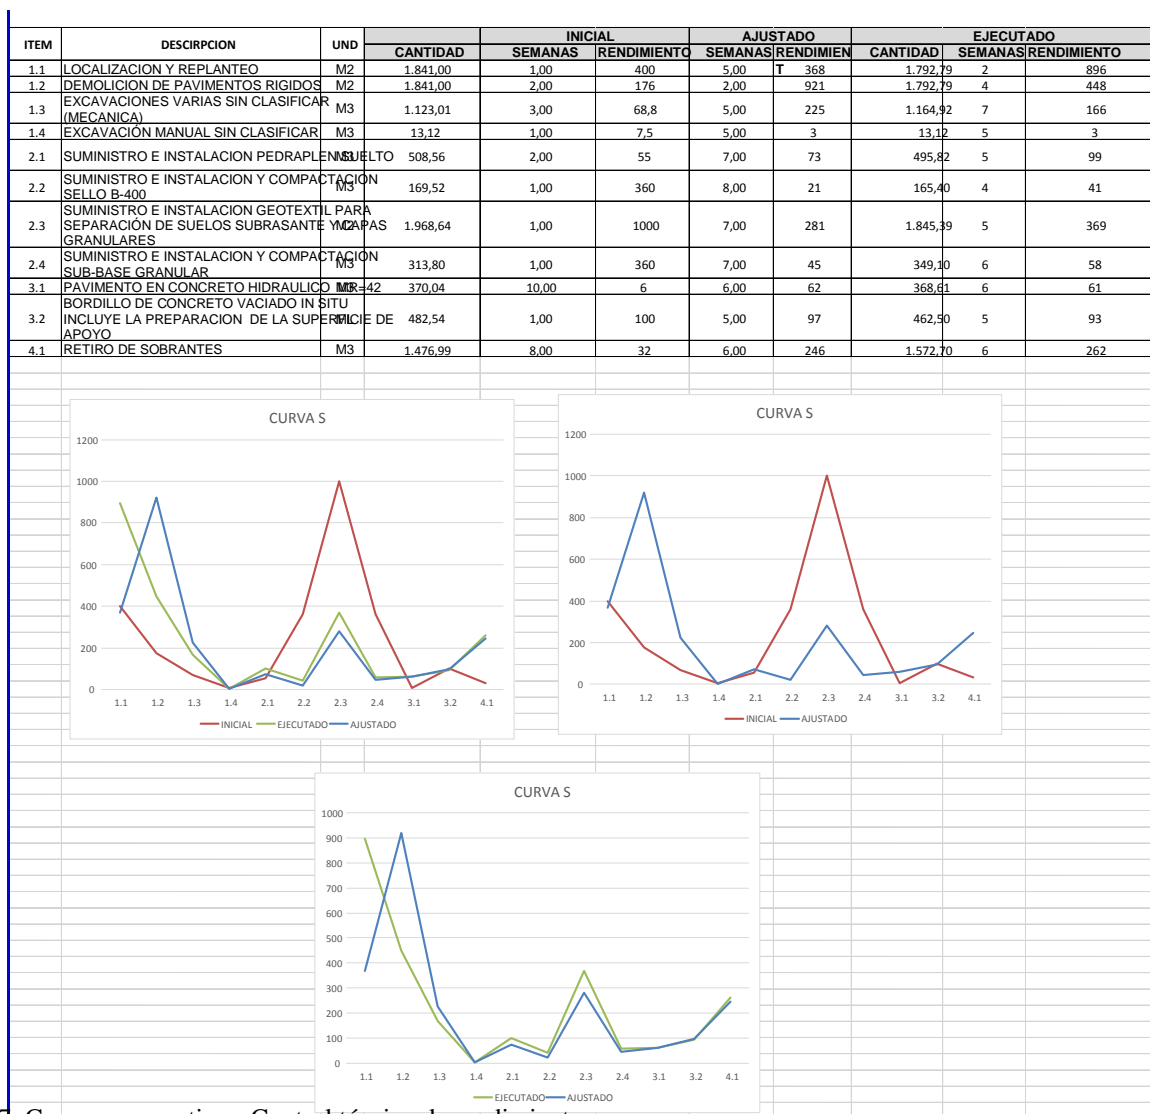 INICIAL AJUSTADO EJECUTADO
ITEM DESCIRPCION UND CANTIDAD SEMANAS RENDIMIENTO SEMANAS RENDIMIEN T CANTIDAD SEMANAS RENDIMIENTO
1.1 LOCALIZACION Y REPLANTEO M2 1.841,00 1,00 400 5,00 368 1.792,79 2 896
1.2 DEMOLICION DE PAVIMENTOS RIGIDOS M2 1.841,00 2,00 176 2,00 921 1.792,79 4 448
EXCAVACIONES VARIAS SIN CLASIFICAR
1.3 (MECANICA) M3 1.123,01 3,00 68,8 5,00 225 1.164,92 7 166
1.4 EXCAVACIÓN MANUAL SIN CLASIFICAR M3 13,12 1,00 7,5 5,00 3 13,12 5 3
2.1 SUMINISTRO E INSTALACION PEDRAPLEN SUELTO M3 508,56 2,00 55 7,00 73 495,82 5 99
SUMINISTRO E INSTALACION Y COMPACTACION
2.2 SELLO B-400 M3 169,52 1,00 360 8,00 21 165,40 4 41
SUMINISTRO E INSTALACION GEOTEXTIL PARA
2.3 SEPARACIÓN DE SUELOS SUBRASANTE Y CAPAS M2 1.968,64 1,00 1000 7,00 281 1.845,39 5 369
GRANULARES
SUMINISTRO E INSTALACION Y COMPACTACION
2.4 SUB-BASE GRANULAR M3 313,80 1,00 360 7,00 45 349,10 6 58
3.1 PAVIMENTO EN CONCRETO HIDRAULICO MR=42 M3 370,04 10,00 6 6,00 62 368,61 6 61
BORDILLO DE CONCRETO VACIADO IN SITU
3.2 INCLUYE LA PREPARACION DE LA SUPERFICIE DE ML 482,54 1,00 100 5,00 97 462,50 5 93
APOYO
4.1 RETIRO DE SOBRANTES M3 1.476,99 8,00 32 6,00 246 1.572,70 6 262
CURVA S
1200
1000
800
600
400
200
0
1.1 1.2 1.3 1.4 2.1 2.2 2.3 2.4 3.1 3.2 4.1
INICIAL EJECUTADO AJUSTADO
CURVA S
1200
1000
800
600
400
200
0
1.1 1.2 1.3 1.4 2.1 2.2 2.3 2.4 3.1 3.2 4.1
INICIAL AJUSTADO
CURVA S
1000
900
800
700
600
500
400
300
200
100
0
1.1 1.2 1.3 1.4 2.1 2.2 2.3 2.4 3.1 3.2 4.1
EJECUTADO AJUSTADO